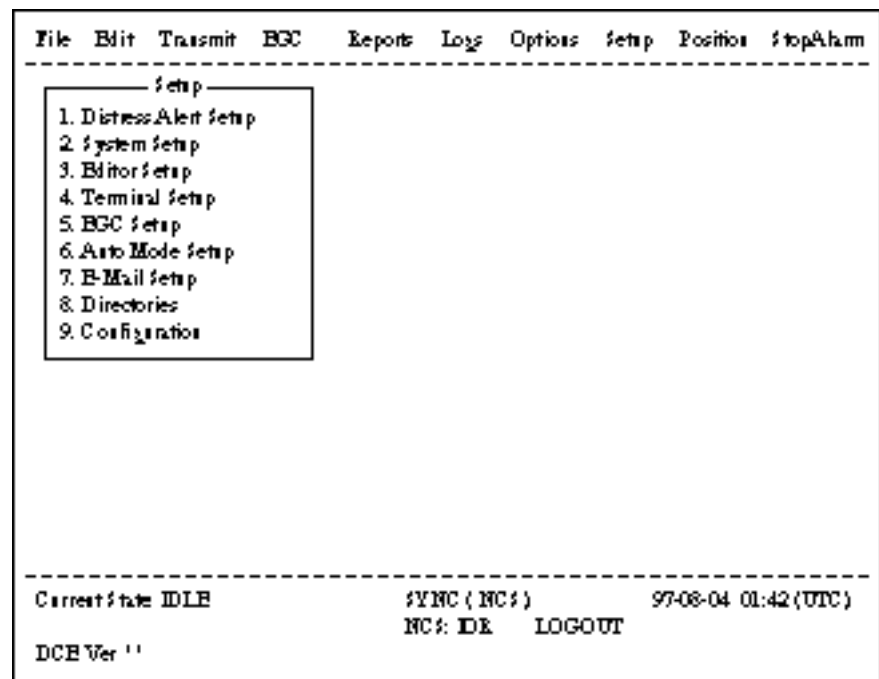 File Edit Transmit EGC Reports Logs Options Setup Position StopAlarm
Setup
1. Distress Alert Setup
2. System Setup
3. Editor Setup
4. Terminal Setup
5. EGC Setup
6. Auto Mode Setup
7. E-Mail Setup
8. Directories
9. Configuration
Current State IDLE SYNC ( NCS ) 97-08-04 01:42 (UTC)
NCS: IDR LOGOUT
DCE Ver ''